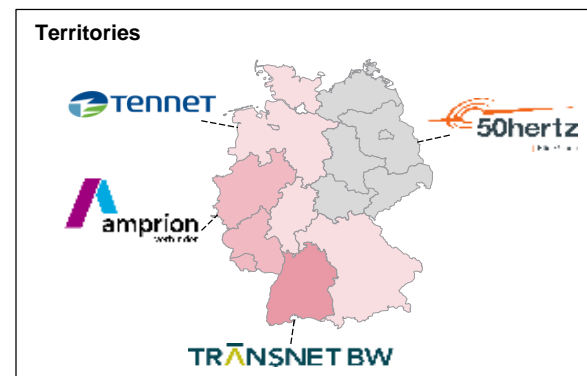 Territories
TENNET
50hertz
amprion
TRANSNET BW